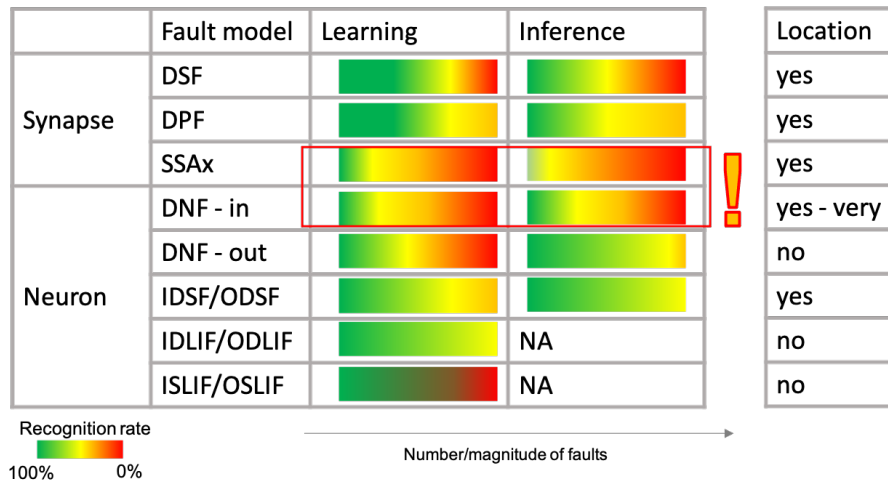 Fault model Learning Inference Location
Synapse
DSF yes
DPF yes
SSAx yes
!
Neuron
DNF - in yes - very
DNF - out no
IDSF/ODSF yes
IDLIF/ODLIF NA no
ISLIF/OSLIF NA no
Recognition rate
100% 0%
Number/magnitude of faults